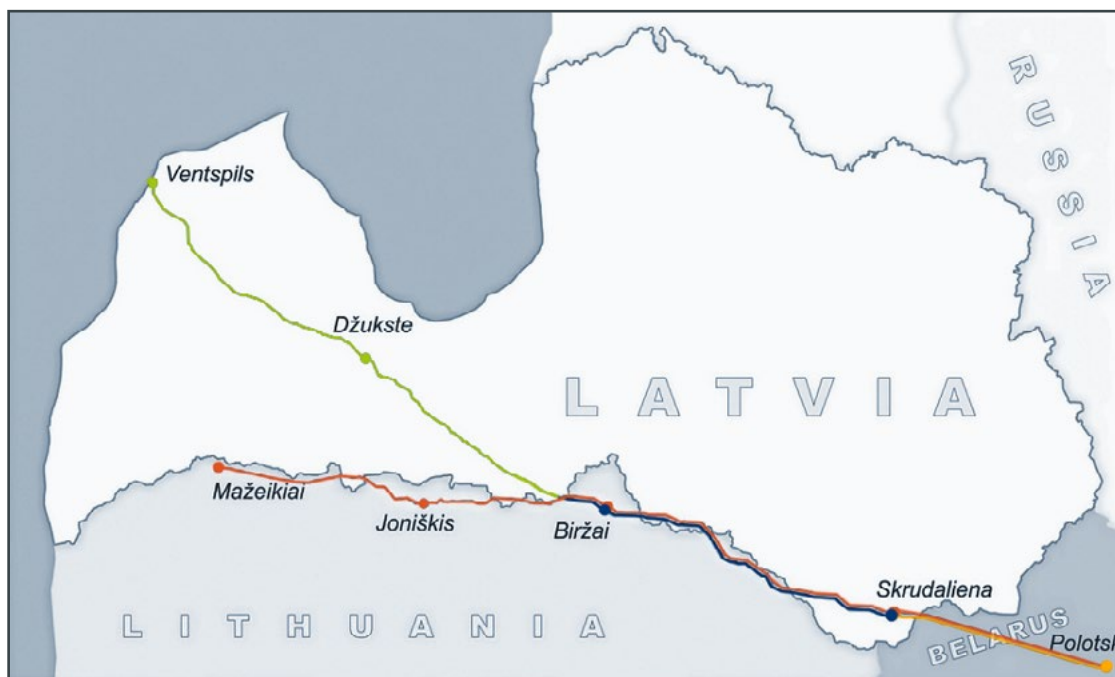 RUSSIA
Ventspils
Džukste
LATVIA
Mažeikiai
Joniškis
Biržai
Skrudaliena
LITHUANIA
BELARUS
Polotsk